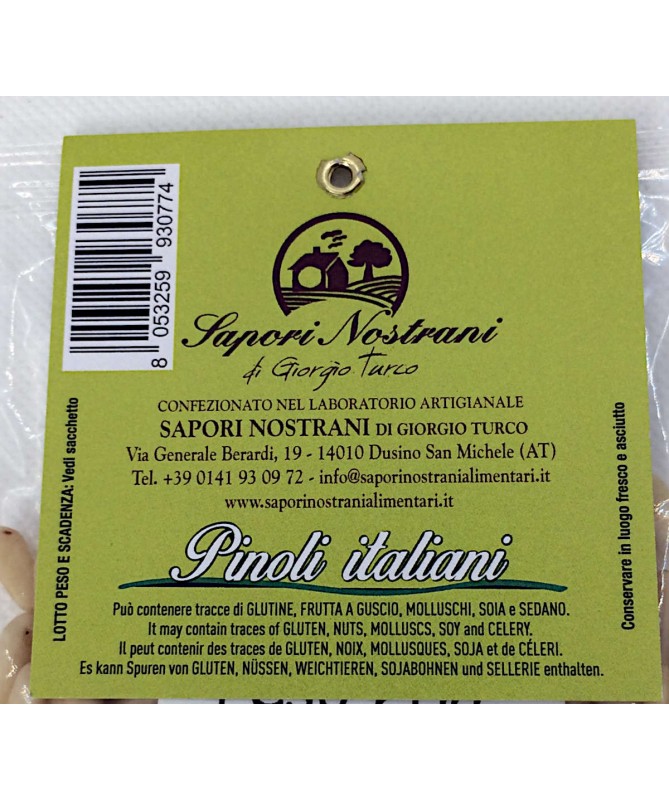 8 053259 930774
Sapori Nostrani
di Giorgio Turco
CONFEZIONATO NEL LABORATORIO ARTIGIANALE
SAPORI NOSTRANI DI GIORGIO TURCO
Via Generale Berardi, 19 - 14010 Dusino San Michele (AT)
Tel. +39 0141 93 09 72 - info@saporinostranialimentari.it
www.saporinostranialimentari.it
LOTTO PESO E SCADENZA: Vedi sacchetto
Conservare in luogo fresco e asciutto
Pinoli italiani
Può contenere tracce di GLUTINE, FRUTTA A GUSCIO, MOLLUSCHI, SOIA e SEDANO.
It may contain traces of GLUTEN, NUTS, MOLLUSCS, SOY and CELERY.
Il peut contenir des traces de GLUTEN, NOIX, MOLLUSQUES, SOJA et de CÉLERI.
Es kann Spuren von GLUTEN, NÜSSEN, WEICHTIEREN, SOJABOHNEN und SELLERIE enthalten.